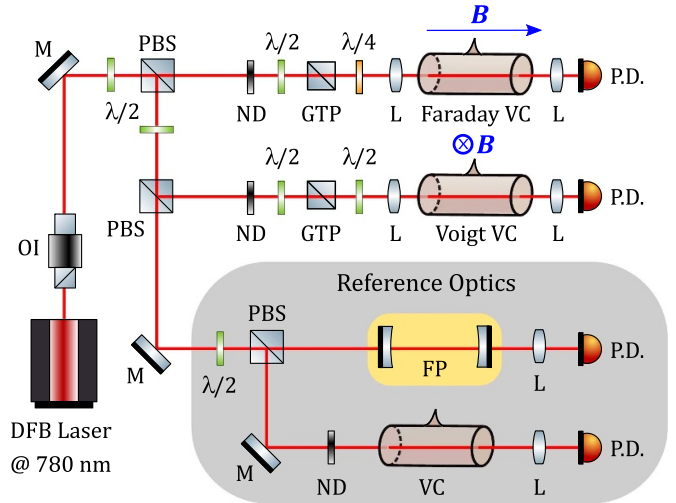 B
M
PBS
λ/2
λ/4
P.D.
λ/2
ND
GTP
L
Faraday VC
L
B
λ/2
λ/2
P.D.
PBS
ND
GTP
L
Voigt VC
L
OI
Reference Optics
PBS
P.D.
M
λ/2
FP
L
DFB Laser
@ 780 nm
P.D.
M
ND
VC
L